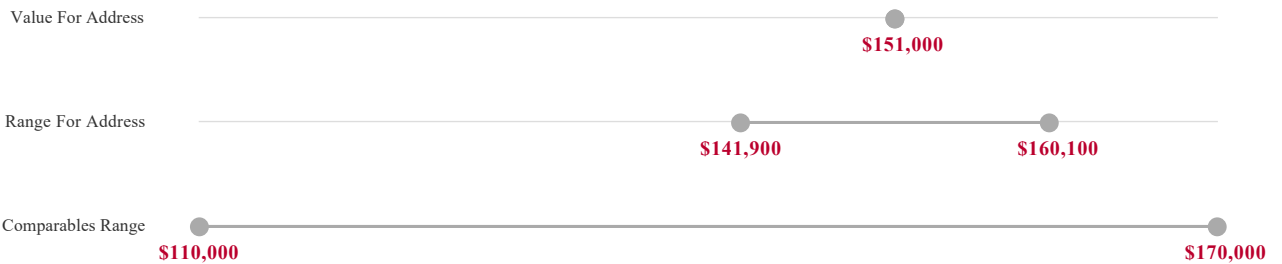 Value For Address
$151,000
Range For Address
$141,900
$160,100
Comparables Range
$110,000
$170,000